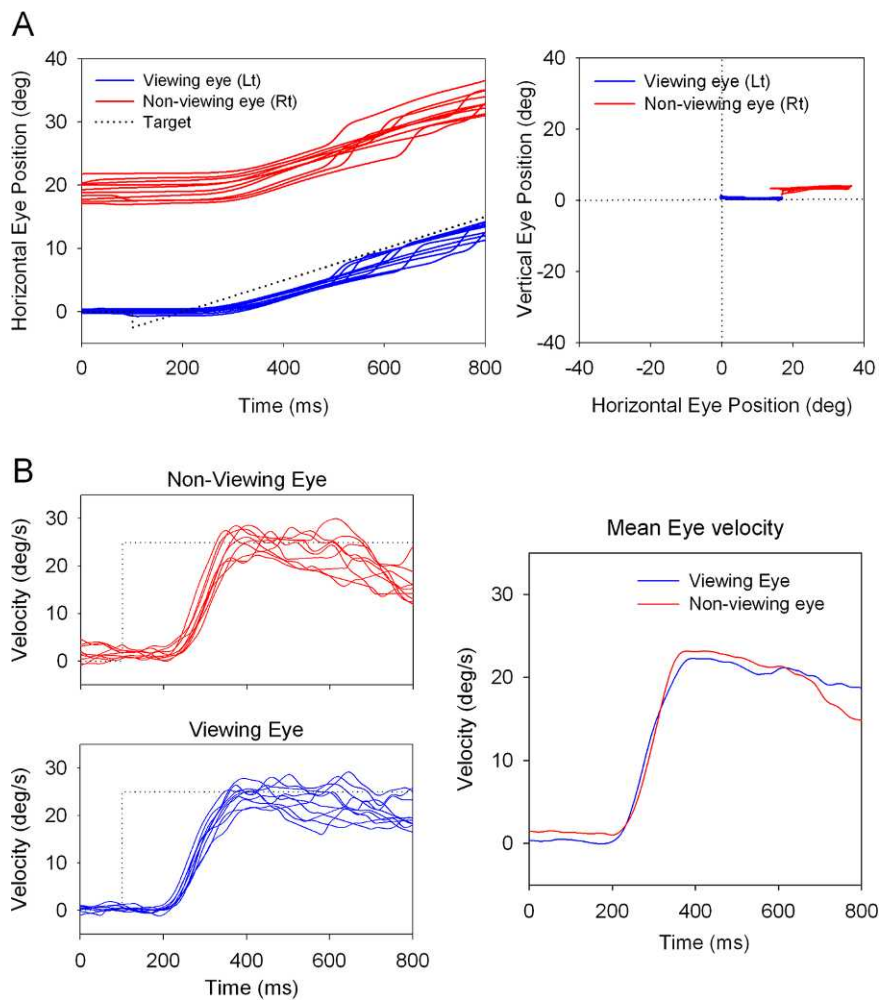 A
Horizontal Eye Position (deg)
40
30
20
10
0
Viewing eye (Lt)
Non-viewing eye (Rt)
Target
0 200 400 600 800
Time (ms)
Vertical Eye Position (deg)
40
20
0
-20
-40
Viewing eye (Lt)
Non-viewing eye (Rt)
-40 -20 0 20 40
Horizontal Eye Position (deg)
B
Non-Viewing Eye
Velocity (deg/s)
30
20
10
0
Viewing Eye
Velocity (deg/s)
30
20
10
0
0 200 400 600 800
Time (ms)
Mean Eye velocity
Viewing Eye
Non-viewing eye
Velocity (deg/s)
30
20
10
0
0 200 400 600 800
Time (ms)